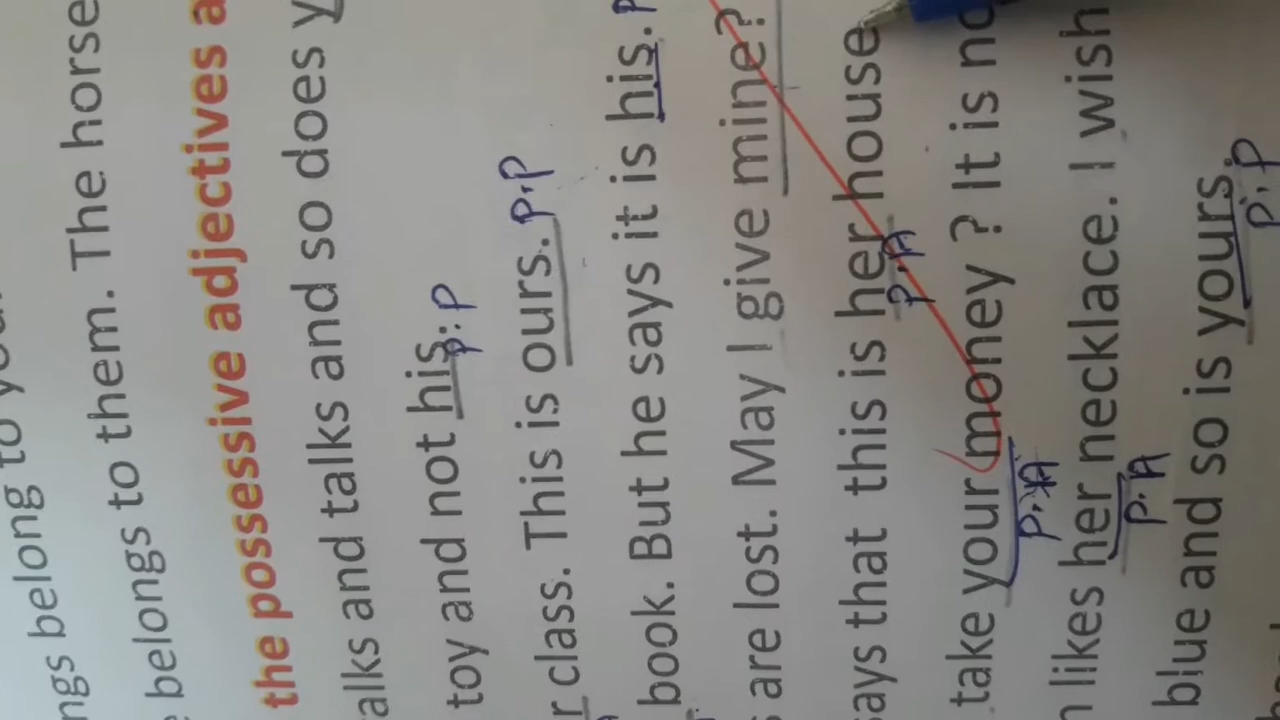 ngs belong to
belongs to them. The horse
the possessive adjectives a
alks and talks and so does y
toy and not his. P.P
r class. This is ours. P.P
book. But he says it is his. P
are lost. May I give mine?
says that this is her house P.A
take your money ? It is no P.A
n likes her necklace. I wish P.A
blue and so is yours. P.P